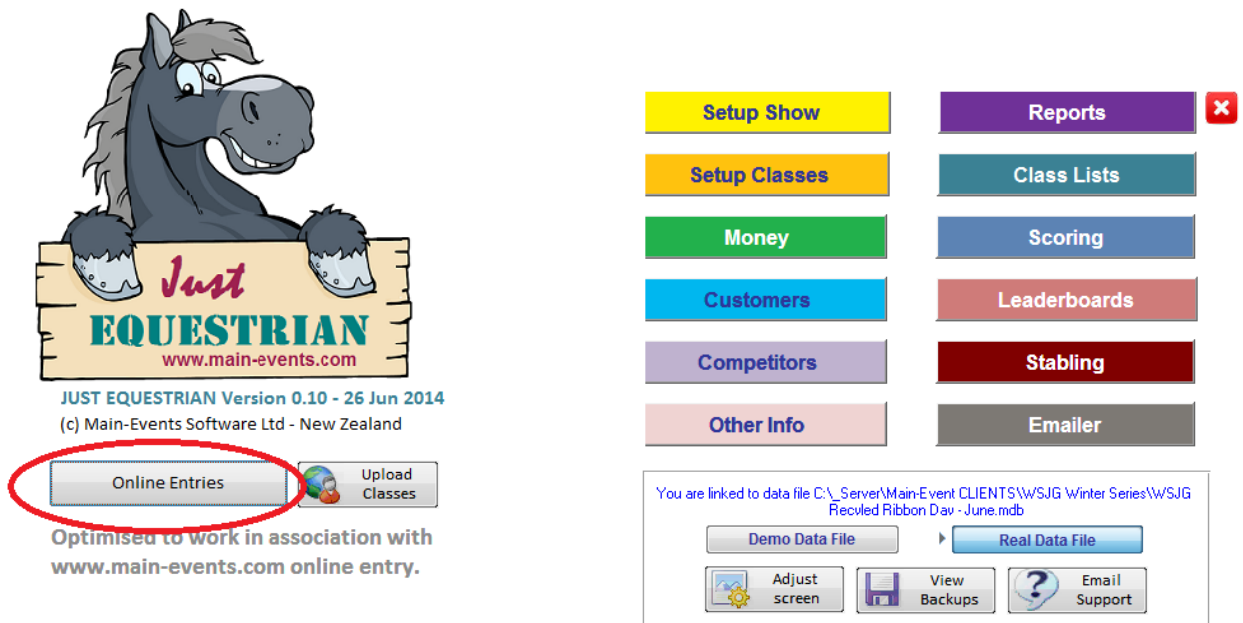 Just
EQUESTRIAN
www.main-events.com
JUST EQUESTRIAN Version 0.10 - 26 Jun 2014
(c) Main-Events Software Ltd - New Zealand
Online Entries
Upload
Classes
Optimised to work in association with
www.main-events.com online entry.
Setup Show
Reports
Setup Classes
Class Lists
Money
Scoring
Customers
Leaderboards
Competitors
Stabling
Other Info
Emailer
You are linked to data file C:\_Server\Main-Event CLIENTS\WSJG Winter Series\WSJG
Recvled Ribbon Dav - June.mdb
Demo Data File
Real Data File
Adjust
screen
View
Backups
Email
Support